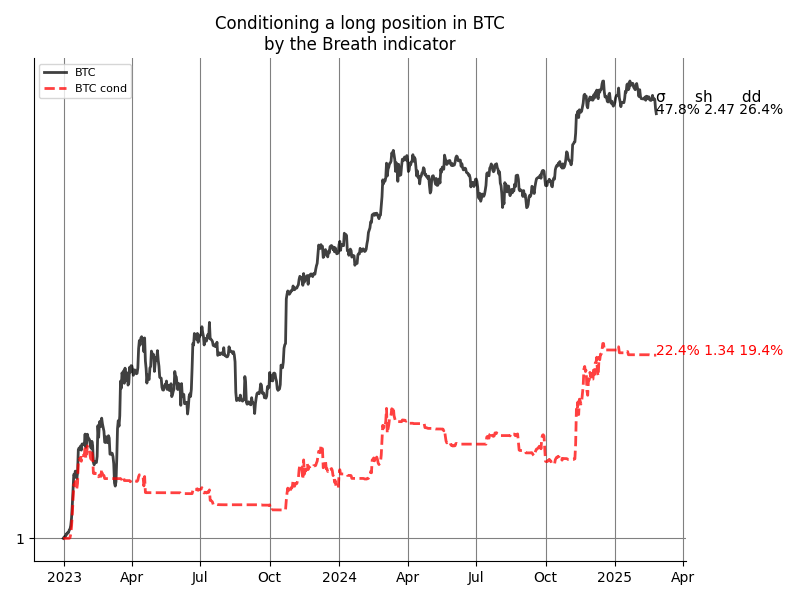 Conditioning a long position in BTC
by the Breath indicator
BTC
BTC cond
σ sh dd
47.8% 2.47 26.4%
22.4% 1.34 19.4%
1
2023 Apr Jul Oct 2024 Apr Jul Oct 2025 Apr